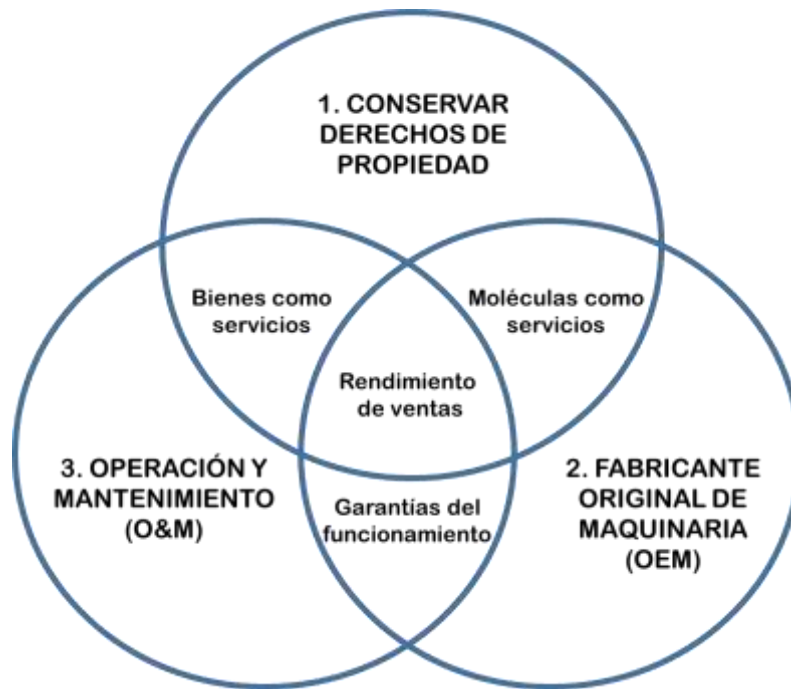 1. CONSERVAR
DERECHOS DE
PROPIEDAD
Bienes como
servicios
Moléculas como
servicios
Rendimiento
de ventas
3. OPERACIÓN Y
MANTENIMIENTO
(O&M)
2. FABRICANTE
ORIGINAL DE
MAQUINARIA
(OEM)
Garantías del
funcionamiento